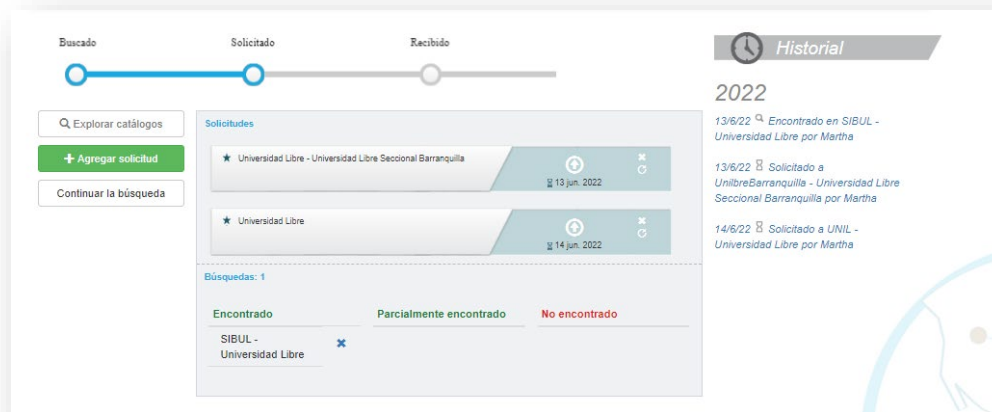 Buscado
Solicitado
Recibido
Explorar catálogos
Agregar solicitud
Continuar la búsqueda
Solicitudes
Universidad Libre - Universidad Libre Seccional Barranquilla
13 jun. 2022
Universidad Libre
14 jun. 2022
Búsquedas: 1
Encontrado
Parcialmente encontrado
No encontrado
SIBUL -
Universidad Libre
Historial
2022
13/6/22 Encontrado en SIBUL -
Universidad Libre por Martha
13/6/22 Solicitado a
UnilbreBarranquilla - Universidad Libre
Seccional Barranquilla por Martha
14/6/22 Solicitado a UNIL -
Universidad Libre por Martha